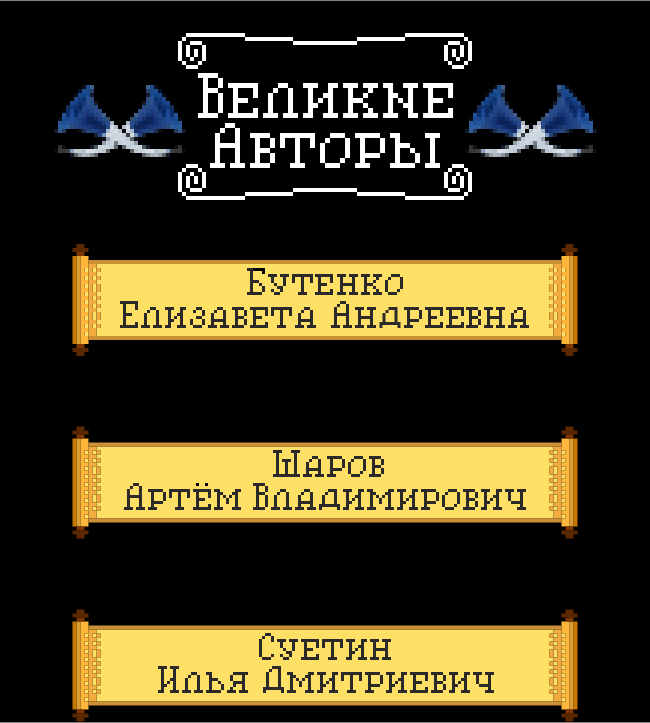 Великие
Авторы
Бутенко
Елизавета Андреевна
Шаров
Артём Владимирович
Суетин
Илья Дмитриевич